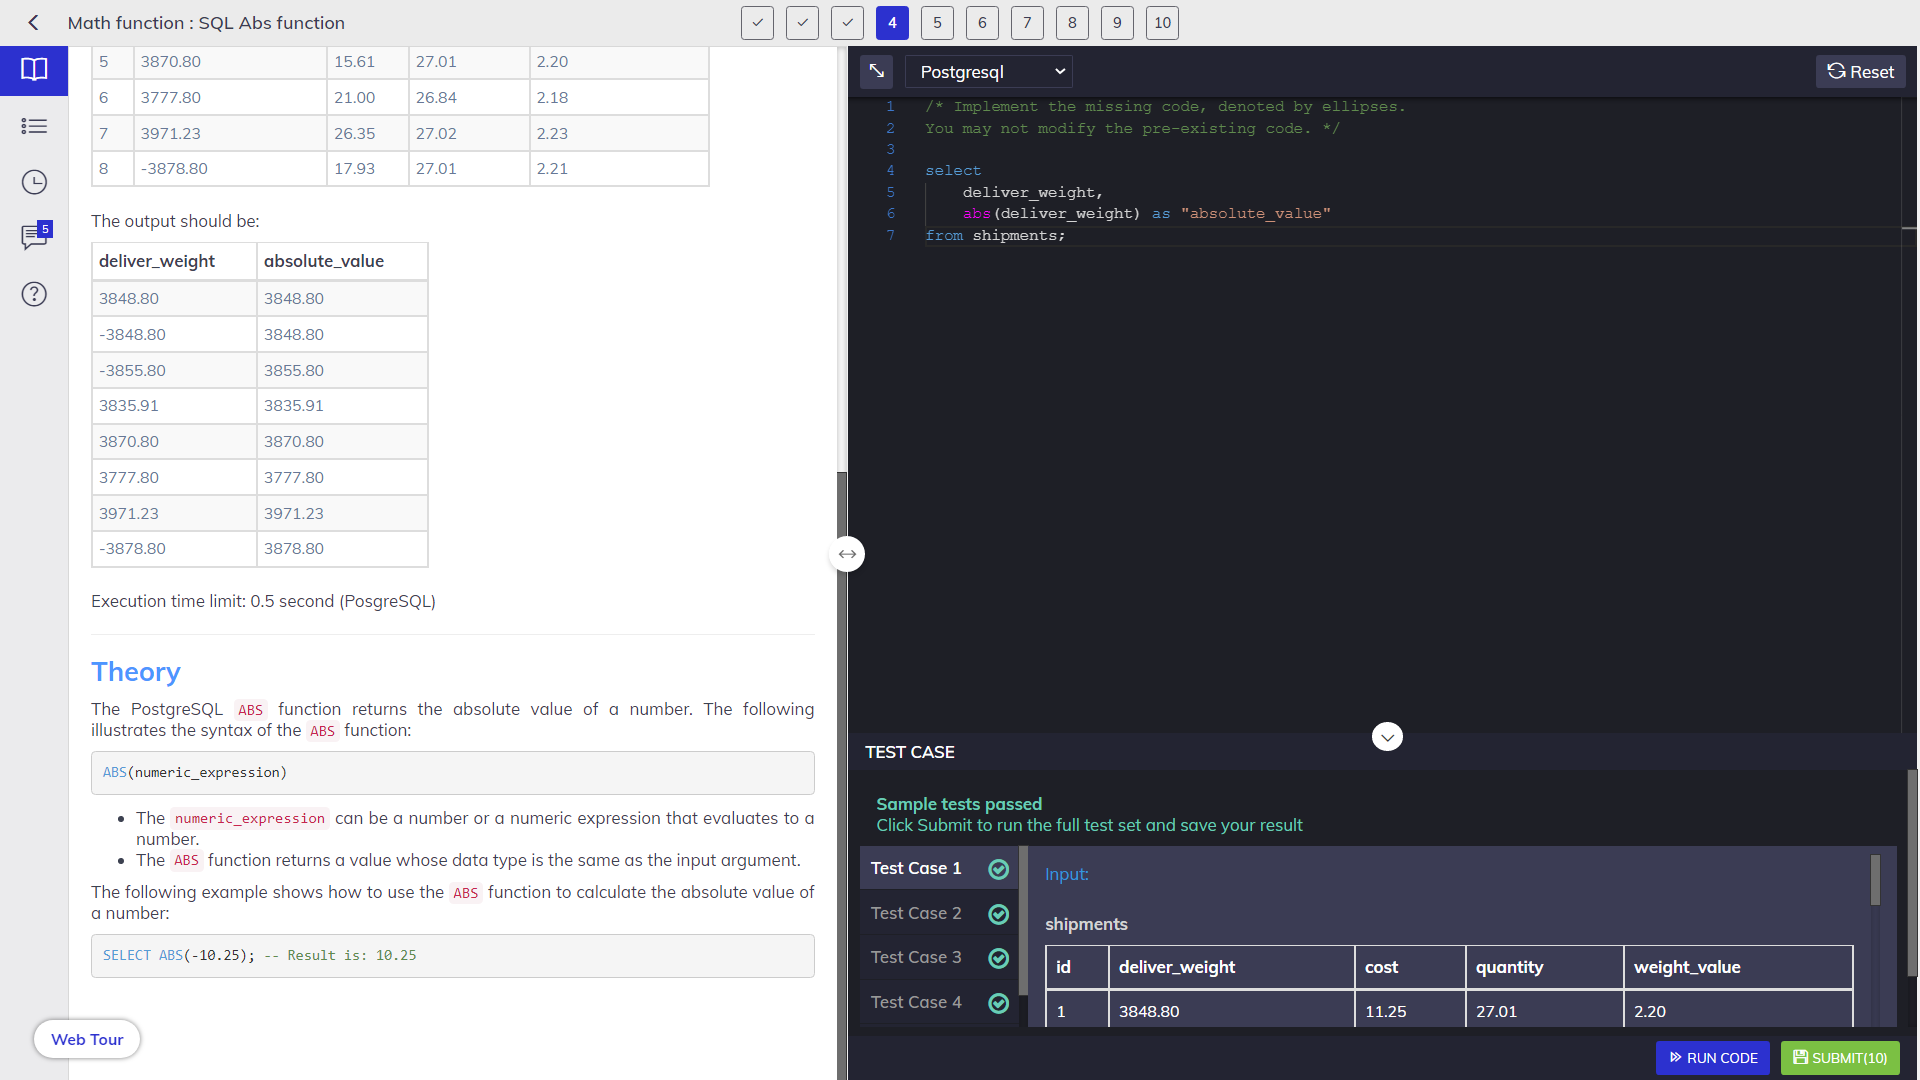 Math function : SQL Abs function
4 5 6 7 8 9 10
5 3870.80 15.61 27.01 2.20
6 3777.80 21.00 26.84 2.18
7 3971.23 26.35 27.02 2.23
8 -3878.80 17.93 27.01 2.21
5
The output should be:
deliver_weight absolute_value
3848.80 3848.80
-3848.80 3848.80
-3855.80 3855.80
3835.91 3835.91
3870.80 3870.80
3777.80 3777.80
3971.23 3971.23
-3878.80 3878.80
Execution time limit: 0.5 second (PosgreSQL)
Theory
The PostgreSQL ABS function returns the absolute value of a number. The following
illustrates the syntax of the ABS function:
ABS(numeric_expression)
The numeric_expression can be a number or a numeric expression that evaluates to a
number.
The ABS function returns a value whose data type is the same as the input argument.
The following example shows how to use the ABS function to calculate the absolute value of
a number:
SELECT ABS(-10.25); -- Result is: 10.25
Web Tour
Postgresql
Reset
1 /* Implement the missing code, denoted by ellipses.
2 You may not modify the pre-existing code. */
3
4 select
5 deliver_weight,
6 abs(deliver_weight) as "absolute_value"
7 from shipments;
TEST CASE
Sample tests passed
Click Submit to run the full test set and save your result
Test Case 1
Test Case 2
Test Case 3
Test Case 4
Input:
shipments
id deliver_weight cost quantity weight_value
1 3848.80 11.25 27.01 2.20
RUN CODE
SUBMIT(10)